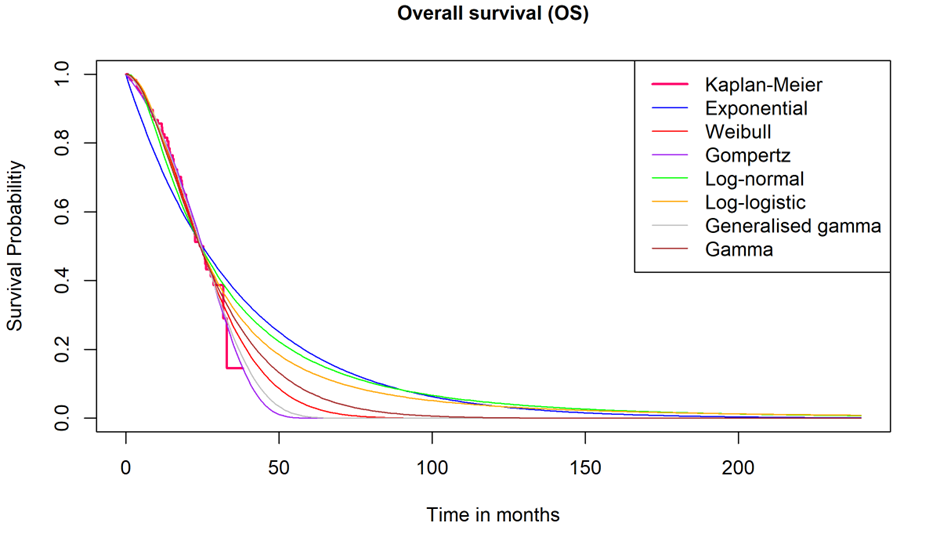 Overall survival (OS)
Survival Probabilitiy
1.0
0.8
0.6
0.4
0.2
0.0
Kaplan-Meier
Exponential
Weibull
Gompertz
Log-normal
Log-logistic
Generalised gamma
Gamma
0 50 100 150 200
Time in months